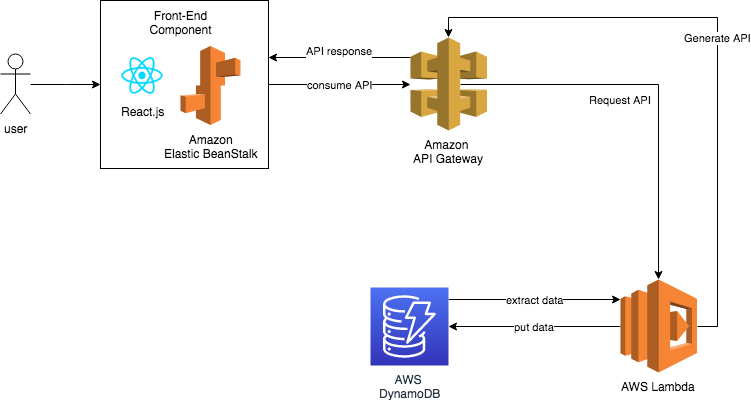 Front-End
Component
Generate API
API response
consume API
Request API
React.js
user
Amazon
Elastic BeanStalk
Amazon
API Gateway
extract data
put data
AWS
DynamoDB
AWS Lambda